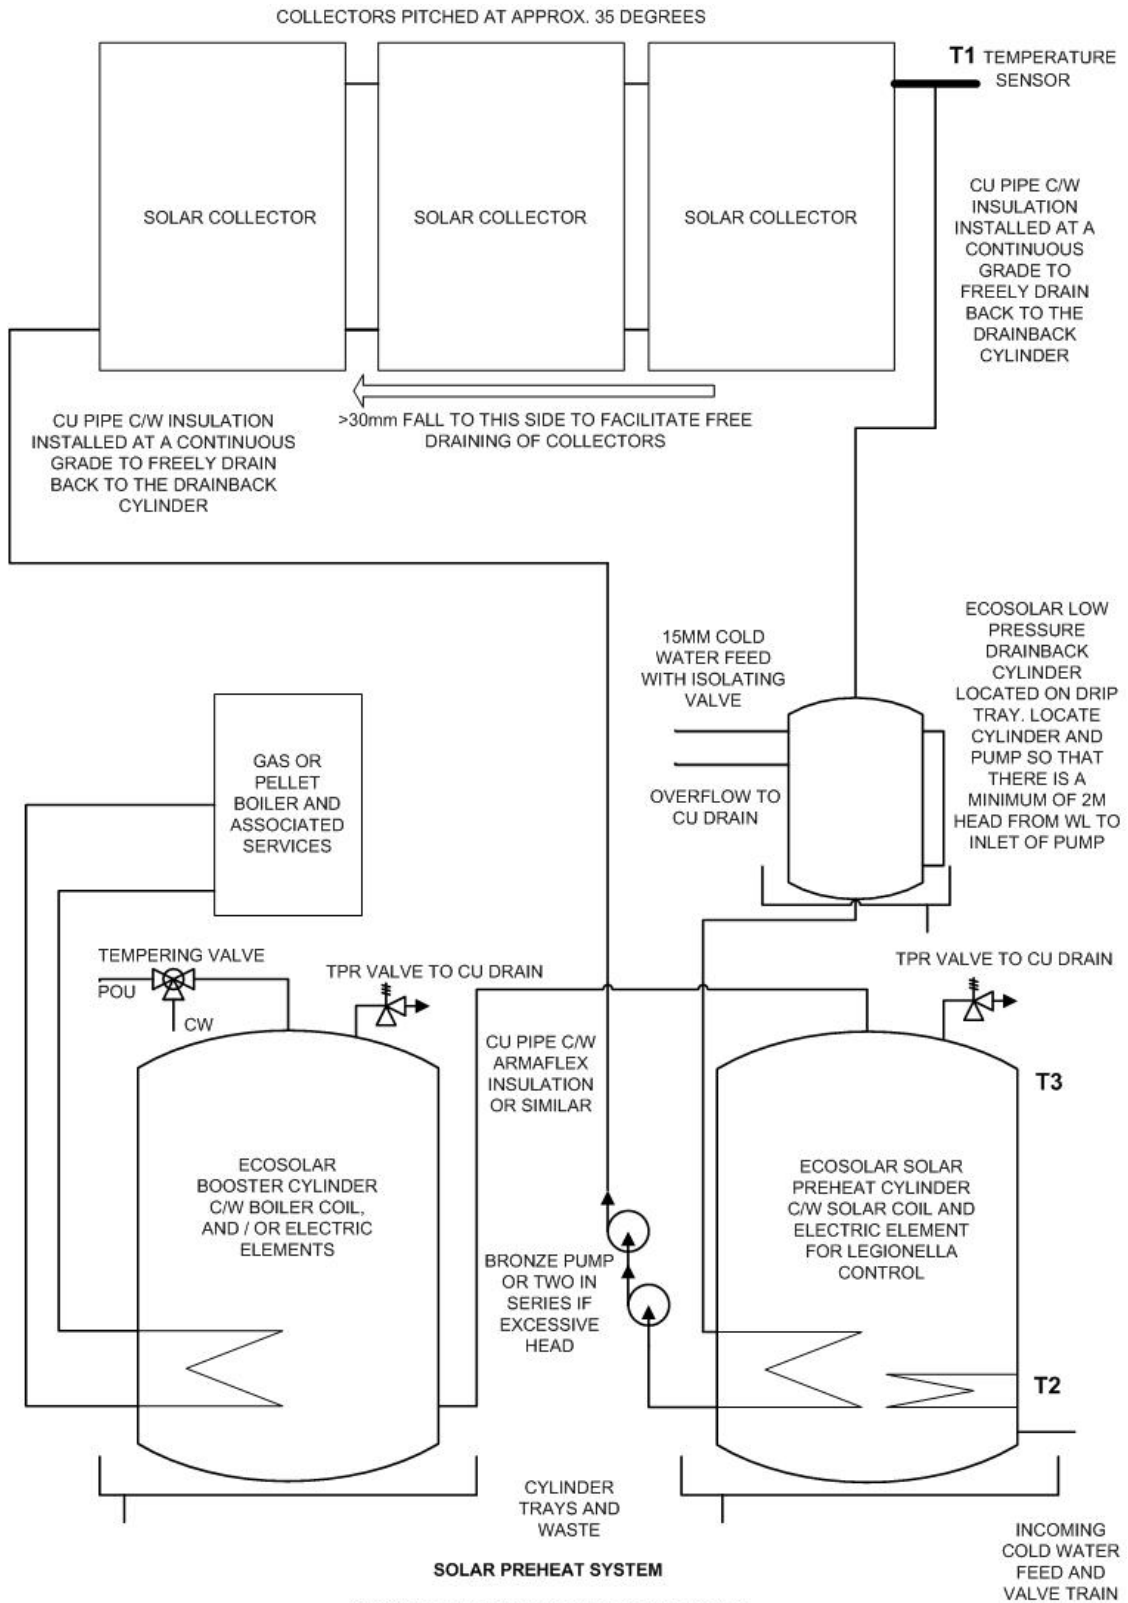 COLLECTORS PITCHED AT APPROX. 35 DEGREES
T1 TEMPERATURE
SENSOR
SOLAR COLLECTOR
SOLAR COLLECTOR
SOLAR COLLECTOR
CU PIPE C/W
INSULATION
INSTALLED AT A
CONTINUOUS
GRADE TO
FREELY DRAIN
BACK TO THE
DRAINBACK
CYLINDER
CU PIPE C/W INSULATION
INSTALLED AT A CONTINUOUS
GRADE TO FREELY DRAIN
BACK TO THE DRAINBACK
CYLINDER
>30mm FALL TO THIS SIDE TO FACILITATE FREE
DRAINING OF COLLECTORS
15MM COLD
WATER FEED
WITH ISOLATING
VALVE
OVERFLOW TO
CU DRAIN
ECOSOLAR LOW
PRESSURE
DRAINBACK
CYLINDER
LOCATED ON DRIP
TRAY. LOCATE
CYLINDER AND
PUMP SO THAT
THERE IS A
MINIMUM OF 2M
HEAD FROM WL TO
INLET OF PUMP
GAS OR
PELLET
BOILER AND
ASSOCIATED
SERVICES
TEMPERING VALVE
POU
CW
TPR VALVE TO CU DRAIN
TPR VALVE TO CU DRAIN
CU PIPE C/W
ARMAFLEX
INSULATION
OR SIMILAR
T3
ECOSOLAR
BOOSTER CYLINDER
C/W BOILER COIL,
AND / OR ELECTRIC
ELEMENTS
ECOSOLAR SOLAR
PREHEAT CYLINDER
C/W SOLAR COIL AND
ELECTRIC ELEMENT
FOR LEGIONELLA
CONTROL
BRONZE PUMP
OR TWO IN
SERIES IF
EXCESSIVE
HEAD
T2
CYLINDER
TRAYS AND
WASTE
INCOMING
COLD WATER
FEED AND
VALVE TRAIN
SOLAR PREHEAT SYSTEM